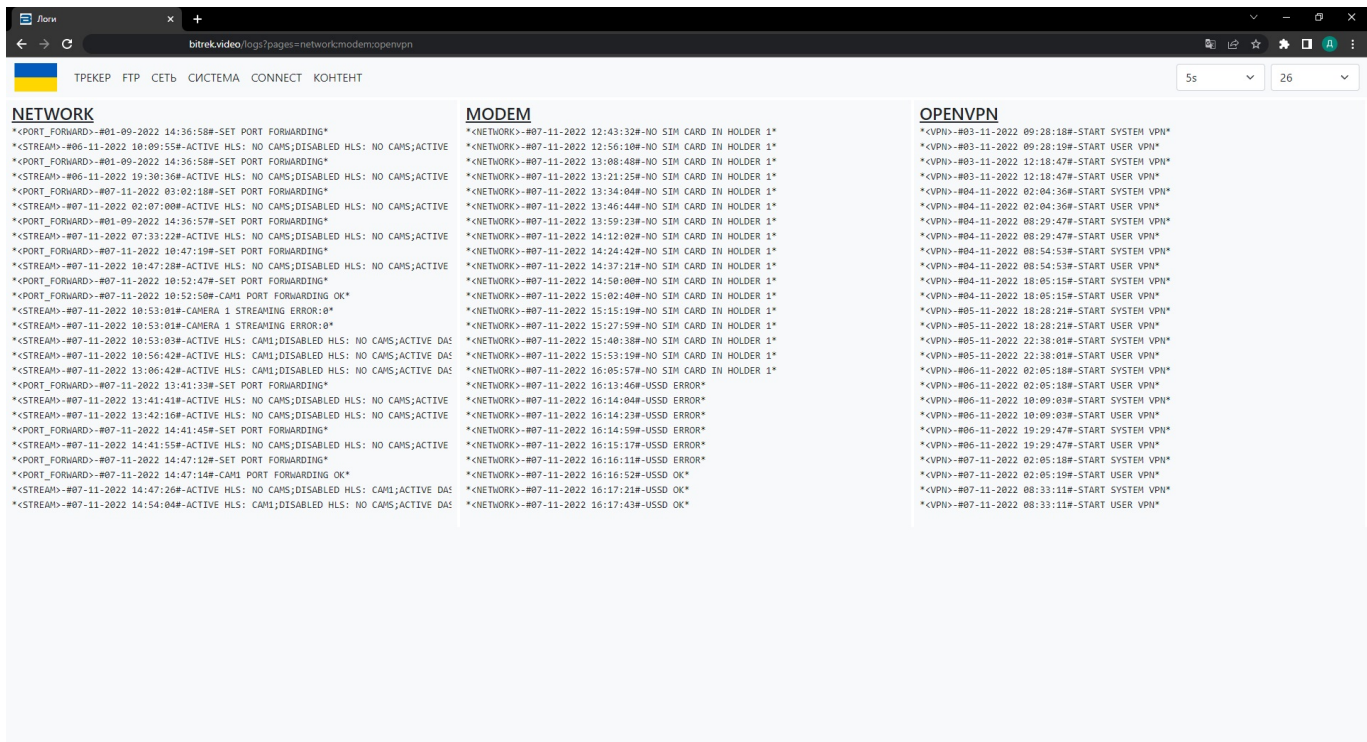 Логи
bitrek.video/logs?pages=network;modem;openvpn
ТРЕКЕР FTP СЕТЬ СИСТЕМА CONNECT КОНТЕНТ
5s
26
Д
NETWORK
*<PORT_FORWARD>-#01-09-2022 14:36:58#-SET PORT FORWARDING*
*<STREAM>-#06-11-2022 10:09:55#-ACTIVE HLS: NO CAMS;DISABLED HLS: NO CAMS;ACTIVE
*<PORT_FORWARD>-#01-09-2022 14:36:58#-SET PORT FORWARDING*
*<STREAM>-#06-11-2022 19:30:36#-ACTIVE HLS: NO CAMS;DISABLED HLS: NO CAMS;ACTIVE
*<PORT_FORWARD>-#07-11-2022 03:02:18#-SET PORT FORWARDING*
*<STREAM>-#07-11-2022 02:07:00#-ACTIVE HLS: NO CAMS;DISABLED HLS: NO CAMS;ACTIVE
*<PORT_FORWARD>-#01-09-2022 14:36:57#-SET PORT FORWARDING*
*<STREAM>-#07-11-2022 07:33:22#-ACTIVE HLS: NO CAMS;DISABLED HLS: NO CAMS;ACTIVE
*<PORT_FORWARD>-#07-11-2022 10:47:19#-SET PORT FORWARDING*
*<STREAM>-#07-11-2022 10:47:28#-ACTIVE HLS: NO CAMS;DISABLED HLS: NO CAMS;ACTIVE
*<PORT_FORWARD>-#07-11-2022 10:52:47#-SET PORT FORWARDING*
*<PORT_FORWARD>-#07-11-2022 10:52:50#-CAM1 PORT FORWARDING OK*
*<STREAM>-#07-11-2022 10:53:01#-CAMERA 1 STREAMING ERROR:0*
*<STREAM>-#07-11-2022 10:53:01#-CAMERA 1 STREAMING ERROR:0*
*<STREAM>-#07-11-2022 10:53:03#-ACTIVE HLS: CAM1;DISABLED HLS: NO CAMS;ACTIVE DAS
*<STREAM>-#07-11-2022 10:56:42#-ACTIVE HLS: CAM1;DISABLED HLS: NO CAMS;ACTIVE DAS
*<STREAM>-#07-11-2022 13:06:42#-ACTIVE HLS: CAM1;DISABLED HLS: NO CAMS;ACTIVE DAS
*<PORT_FORWARD>-#07-11-2022 13:41:33#-SET PORT FORWARDING*
*<STREAM>-#07-11-2022 13:41:41#-ACTIVE HLS: NO CAMS;DISABLED HLS: NO CAMS;ACTIVE
*<STREAM>-#07-11-2022 13:42:16#-ACTIVE HLS: NO CAMS;DISABLED HLS: NO CAMS;ACTIVE
*<PORT_FORWARD>-#07-11-2022 14:41:45#-SET PORT FORWARDING*
*<STREAM>-#07-11-2022 14:41:55#-ACTIVE HLS: NO CAMS;DISABLED HLS: NO CAMS;ACTIVE
*<PORT_FORWARD>-#07-11-2022 14:47:12#-SET PORT FORWARDING*
*<PORT_FORWARD>-#07-11-2022 14:47:14#-CAM1 PORT FORWARDING OK*
*<STREAM>-#07-11-2022 14:47:26#-ACTIVE HLS: NO CAMS;DISABLED HLS: CAM1;ACTIVE DAS
*<STREAM>-#07-11-2022 14:54:04#-ACTIVE HLS: CAM1;DISABLED HLS: NO CAMS;ACTIVE DAS
MODEM
*<NETWORK>-#07-11-2022 12:43:32#-NO SIM CARD IN HOLDER 1*
*<NETWORK>-#07-11-2022 12:56:10#-NO SIM CARD IN HOLDER 1*
*<NETWORK>-#07-11-2022 13:08:48#-NO SIM CARD IN HOLDER 1*
*<NETWORK>-#07-11-2022 13:21:25#-NO SIM CARD IN HOLDER 1*
*<NETWORK>-#07-11-2022 13:34:04#-NO SIM CARD IN HOLDER 1*
*<NETWORK>-#07-11-2022 13:46:44#-NO SIM CARD IN HOLDER 1*
*<NETWORK>-#07-11-2022 13:59:23#-NO SIM CARD IN HOLDER 1*
*<NETWORK>-#07-11-2022 14:12:02#-NO SIM CARD IN HOLDER 1*
*<NETWORK>-#07-11-2022 14:24:42#-NO SIM CARD IN HOLDER 1*
*<NETWORK>-#07-11-2022 14:37:21#-NO SIM CARD IN HOLDER 1*
*<NETWORK>-#07-11-2022 14:50:00#-NO SIM CARD IN HOLDER 1*
*<NETWORK>-#07-11-2022 15:02:40#-NO SIM CARD IN HOLDER 1*
*<NETWORK>-#07-11-2022 15:15:19#-NO SIM CARD IN HOLDER 1*
*<NETWORK>-#07-11-2022 15:27:59#-NO SIM CARD IN HOLDER 1*
*<NETWORK>-#07-11-2022 15:40:38#-NO SIM CARD IN HOLDER 1*
*<NETWORK>-#07-11-2022 15:53:19#-NO SIM CARD IN HOLDER 1*
*<NETWORK>-#07-11-2022 16:05:57#-NO SIM CARD IN HOLDER 1*
*<NETWORK>-#07-11-2022 16:13:46#-USSD ERROR*
*<NETWORK>-#07-11-2022 16:14:04#-USSD ERROR*
*<NETWORK>-#07-11-2022 16:14:23#-USSD ERROR*
*<NETWORK>-#07-11-2022 16:14:59#-USSD ERROR*
*<NETWORK>-#07-11-2022 16:15:17#-USSD ERROR*
*<NETWORK>-#07-11-2022 16:16:11#-USSD ERROR*
*<NETWORK>-#07-11-2022 16:16:52#-USSD OK*
*<NETWORK>-#07-11-2022 16:17:21#-USSD OK*
*<NETWORK>-#07-11-2022 16:17:43#-USSD OK*
OPENVPN
*<VPN>-#03-11-2022 09:28:18#-START SYSTEM VPN*
*<VPN>-#03-11-2022 09:28:19#-START USER VPN*
*<VPN>-#03-11-2022 12:18:47#-START SYSTEM VPN*
*<VPN>-#03-11-2022 12:18:47#-START USER VPN*
*<VPN>-#04-11-2022 02:04:36#-START SYSTEM VPN*
*<VPN>-#04-11-2022 02:04:36#-START USER VPN*
*<VPN>-#04-11-2022 08:29:47#-START SYSTEM VPN*
*<VPN>-#04-11-2022 08:29:47#-START USER VPN*
*<VPN>-#04-11-2022 08:54:53#-START SYSTEM VPN*
*<VPN>-#04-11-2022 08:54:53#-START USER VPN*
*<VPN>-#04-11-2022 18:05:15#-START SYSTEM VPN*
*<VPN>-#04-11-2022 18:05:15#-START USER VPN*
*<VPN>-#05-11-2022 18:28:21#-START SYSTEM VPN*
*<VPN>-#05-11-2022 18:28:21#-START USER VPN*
*<VPN>-#05-11-2022 22:38:01#-START SYSTEM VPN*
*<VPN>-#05-11-2022 22:38:01#-START USER VPN*
*<VPN>-#06-11-2022 02:05:18#-START SYSTEM VPN*
*<VPN>-#06-11-2022 02:05:18#-START USER VPN*
*<VPN>-#06-11-2022 10:09:03#-START SYSTEM VPN*
*<VPN>-#06-11-2022 10:09:03#-START USER VPN*
*<VPN>-#06-11-2022 19:29:47#-START SYSTEM VPN*
*<VPN>-#06-11-2022 19:29:47#-START USER VPN*
*<VPN>-#07-11-2022 02:05:18#-START SYSTEM VPN*
*<VPN>-#07-11-2022 02:05:19#-START USER VPN*
*<VPN>-#07-11-2022 08:33:11#-START SYSTEM VPN*
*<VPN>-#07-11-2022 08:33:11#-START USER VPN*